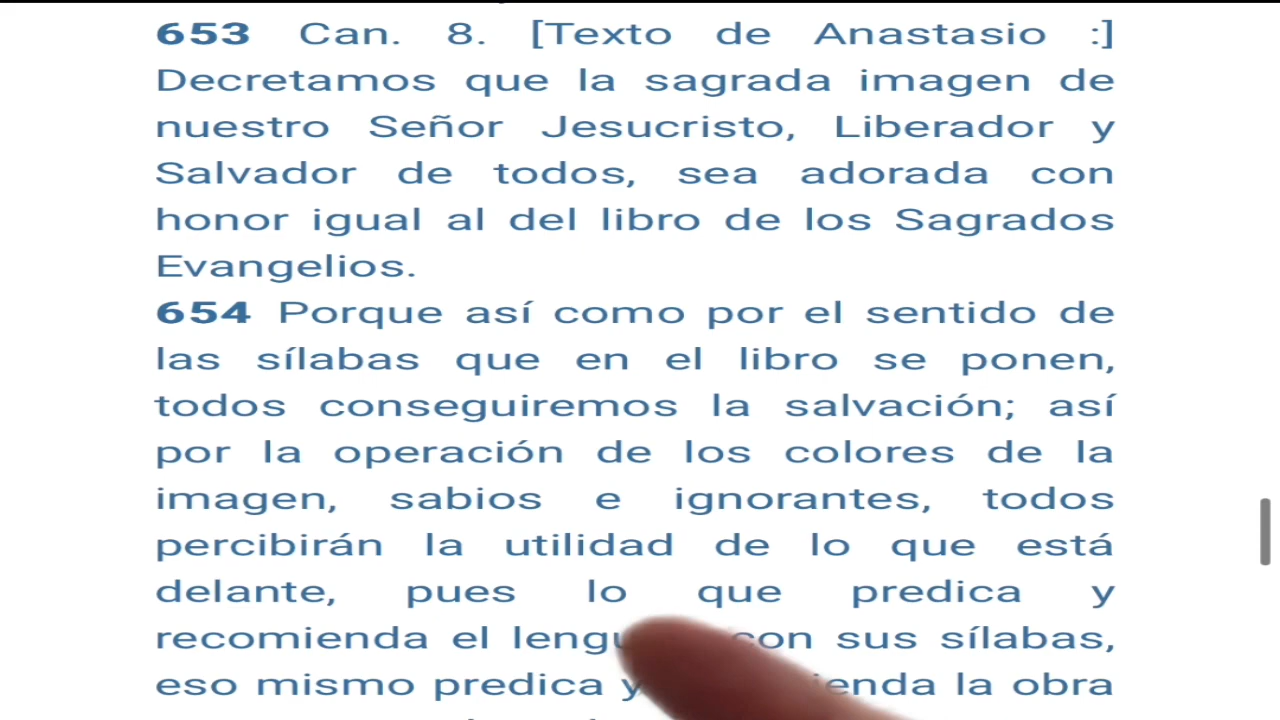 653 Can. 8. [Texto de Anastasio :]
Decretamos que la sagrada imagen de
nuestro Señor Jesucristo, Liberador y
Salvador de todos, sea adorada con
honor igual al del libro de los Sagrados
Evangelios.
654 Porque así como por el sentido de
las sílabas que en el libro se ponen,
todos conseguiremos la salvación; así
por la operación de los colores de la
imagen, sabios e ignorantes, todos
percibirán la utilidad de lo que está
delante, pues lo que predica y
recomienda el con sus sílabas,
eso mismo predica y la obra